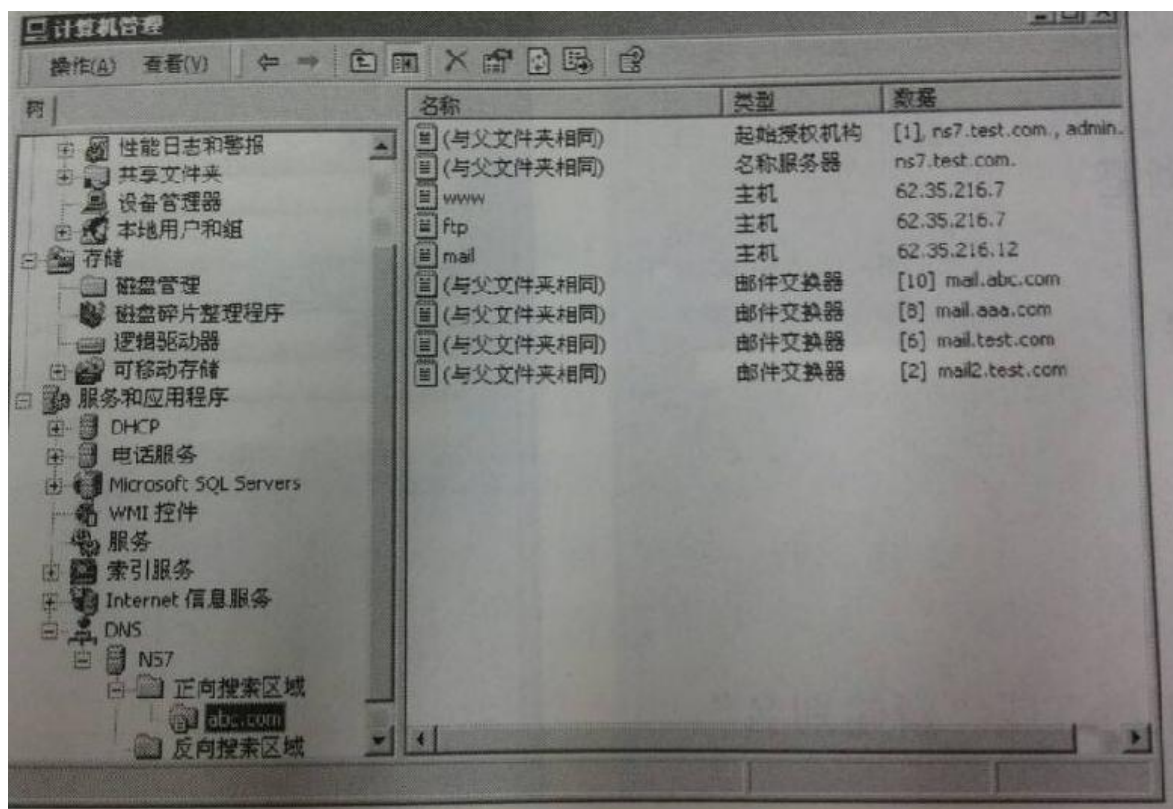 计算机管理
操作(A) 查看(V)
树
性能日志和警报
共享文件夹
设备管理器
本地用户和组
存储
磁盘管理
磁盘碎片整理程序
逻辑驱动器
可移动存储
服务和应用程序
DHCP
电话服务
Microsoft SQL Servers
WMI 控件
服务
索引服务
Internet 信息服务
DNS
NS7
正向搜索区域
abc.com
反向搜索区域
名称 类型 数据
(与父文件夹相同) 起始授权机构 [1], ns7.test.com., admin.
(与父文件夹相同) 名称服务器 ns7.test.com.
www 主机 62.35.216.7
ftp 主机 62.35.216.7
mail 主机 62.35.216.12
(与父文件夹相同) 邮件交换器 [10] mail.abc.com
(与父文件夹相同) 邮件交换器 [8] mail.aaa.com
(与父文件夹相同) 邮件交换器 [6] mail.test.com
(与父文件夹相同) 邮件交换器 [2] mail2.test.com